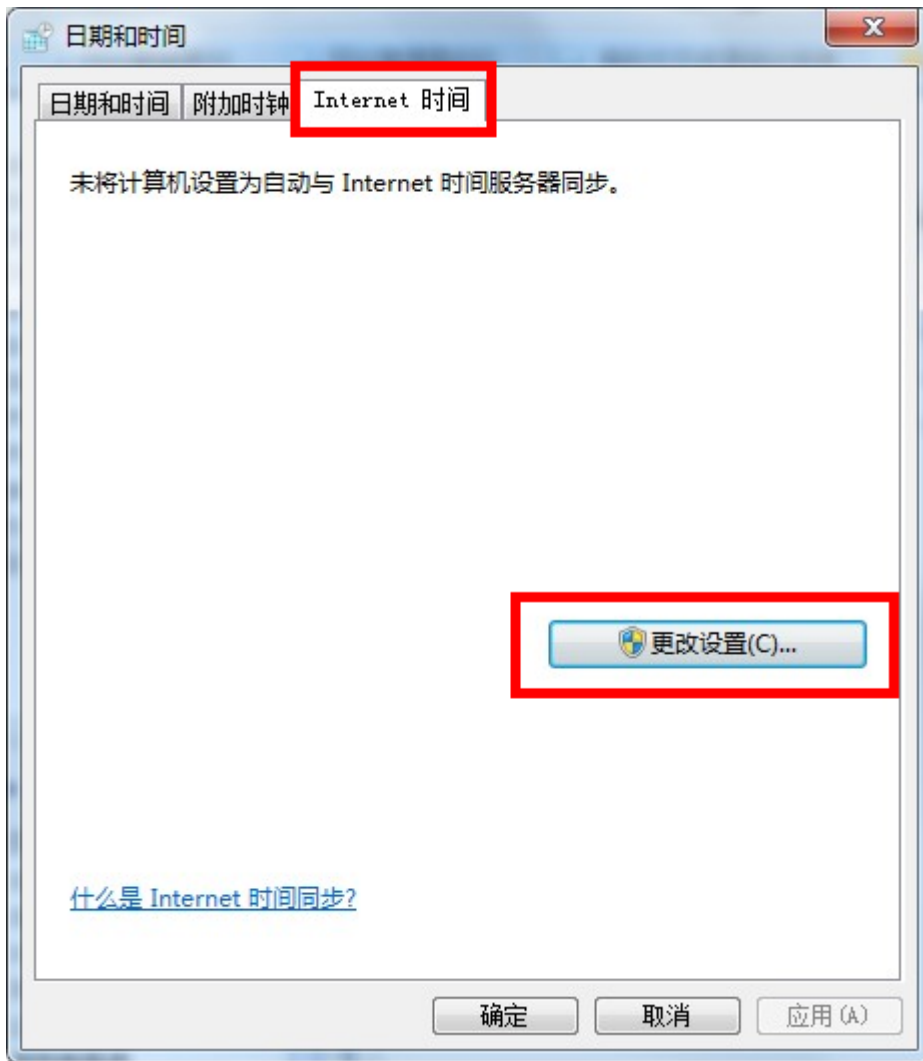 日期和时间
日期和时间 附加时钟 Internet 时间
未将计算机设置为自动与 Internet 时间服务器同步。
更改设置(C)...
什么是 Internet 时间同步?
确定 取消 应用(A)